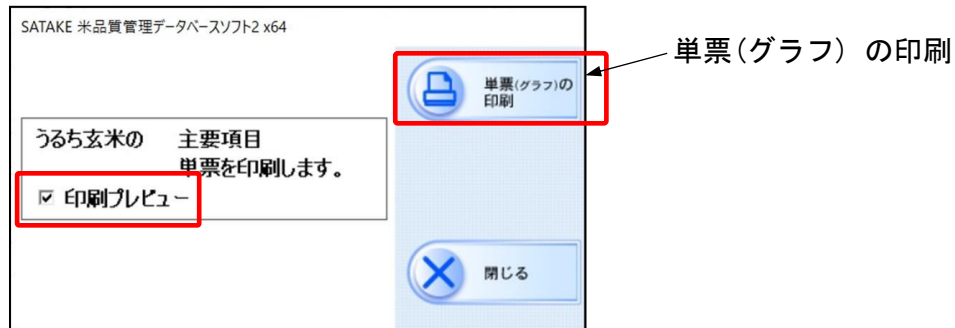 SATAKE 米品質管理データベースソフト2 x64
単票(グラフ)の印刷
単票(グラフ)の
印刷
うるち玄米の 主要項目
単票を印刷します。
印刷プレビュー
閉じる